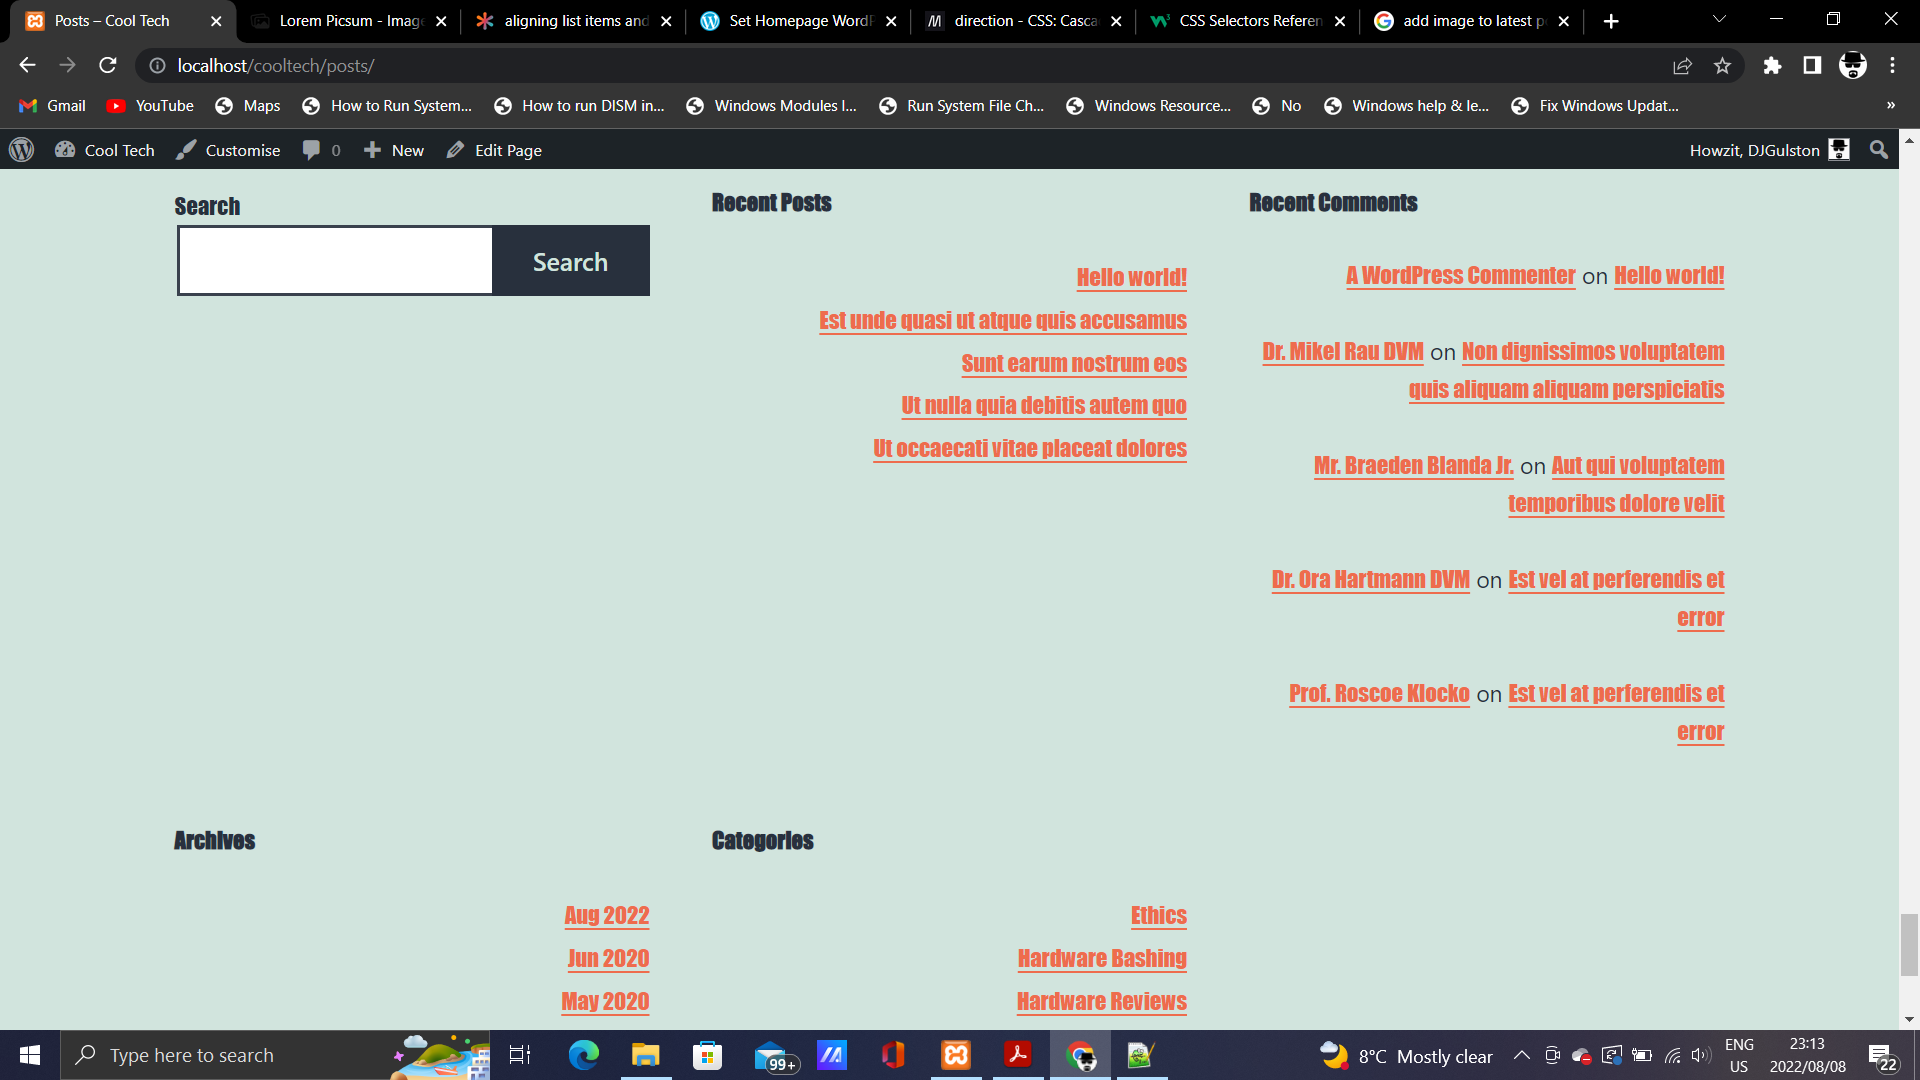 Posts – Cool Tech
Lorem Picsum - Imag
aligning list items and
Set Homepage WordP
direction - CSS: Casca
CSS Selectors Referen
add image to latest p
localhost/cooltech/posts/
Gmail
YouTube
Maps
How to Run System...
How to run DISM in...
Windows Modules I...
Run System File Ch...
Windows Resource...
No
Windows help & le...
Fix Windows Updat...
»
Cool Tech
Customise
0
New
Edit Page
Howzit, DJGulston
Search
Search
Recent Posts
Hello world!
Est unde quasi ut atque quis accusamus
Sunt earum nostrum eos
Ut nulla quia debitis autem quo
Ut occaecati vitae placeat dolores
Recent Comments
A WordPress Commenter on Hello world!
Dr. Mikel Rau DVM on Non dignissimos voluptatem
quis aliquam aliquam perspiciatis
Mr. Braeden Blanda Jr. on Aut qui voluptatem
temporibus dolore velit
Dr. Ora Hartmann DVM on Est vel at perferendis et
error
Prof. Roscoe Klocko on Est vel at perferendis et
error
Archives
Aug 2022
Jun 2020
May 2020
Categories
Ethics
Hardware Bashing
Hardware Reviews
Type here to search
99+
8°C Mostly clear
ENG
US
23:13
2022/08/08
22